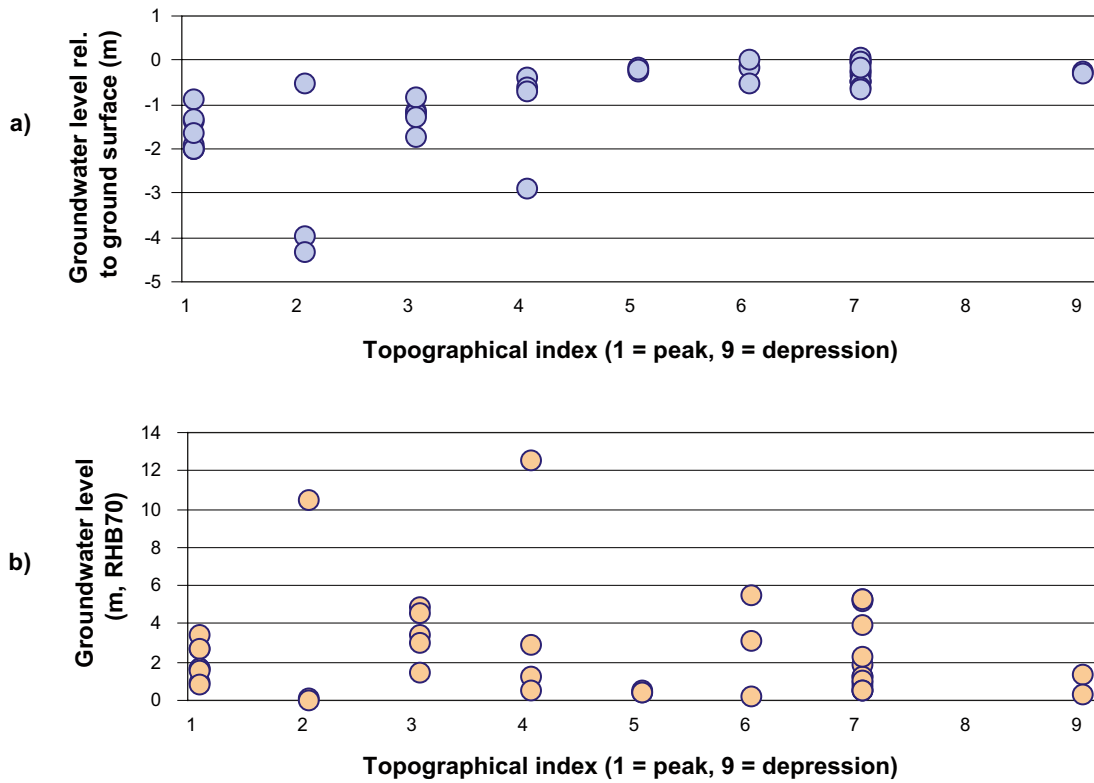 a)
Groundwater level rel.
to ground surface (m)
1
0
-1
-2
-3
-4
-5
1 2 3 4 5 6 7 8 9
Topographical index (1 = peak, 9 = depression)
b)
Groundwater level
(m, RHB70)
14
12
10
8
6
4
2
0
1 2 3 4 5 6 7 8 9
Topographical index (1 = peak, 9 = depression)